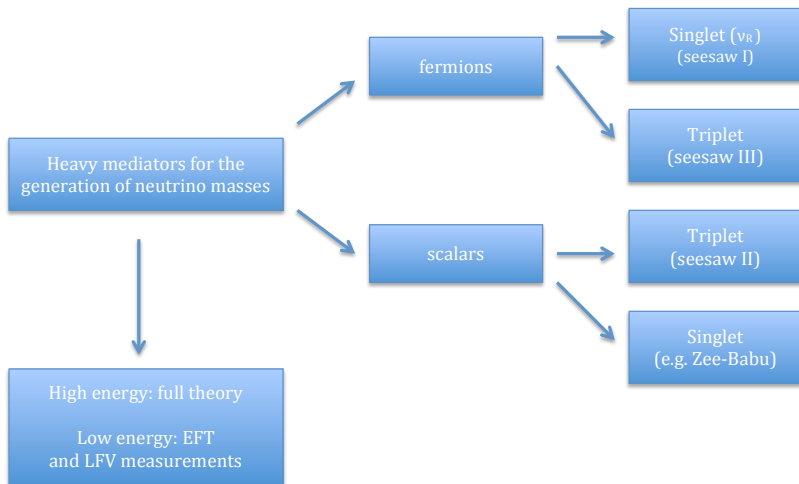 Heavy mediators for the
generation of neutrino masses
fermions
Singlet (νR)
(seesaw I)
Triplet
(seesaw III)
scalars
Triplet
(seesaw II)
Singlet
(e.g. Zee-Babu)
High energy: full theory
Low energy: EFT
and LFV measurements